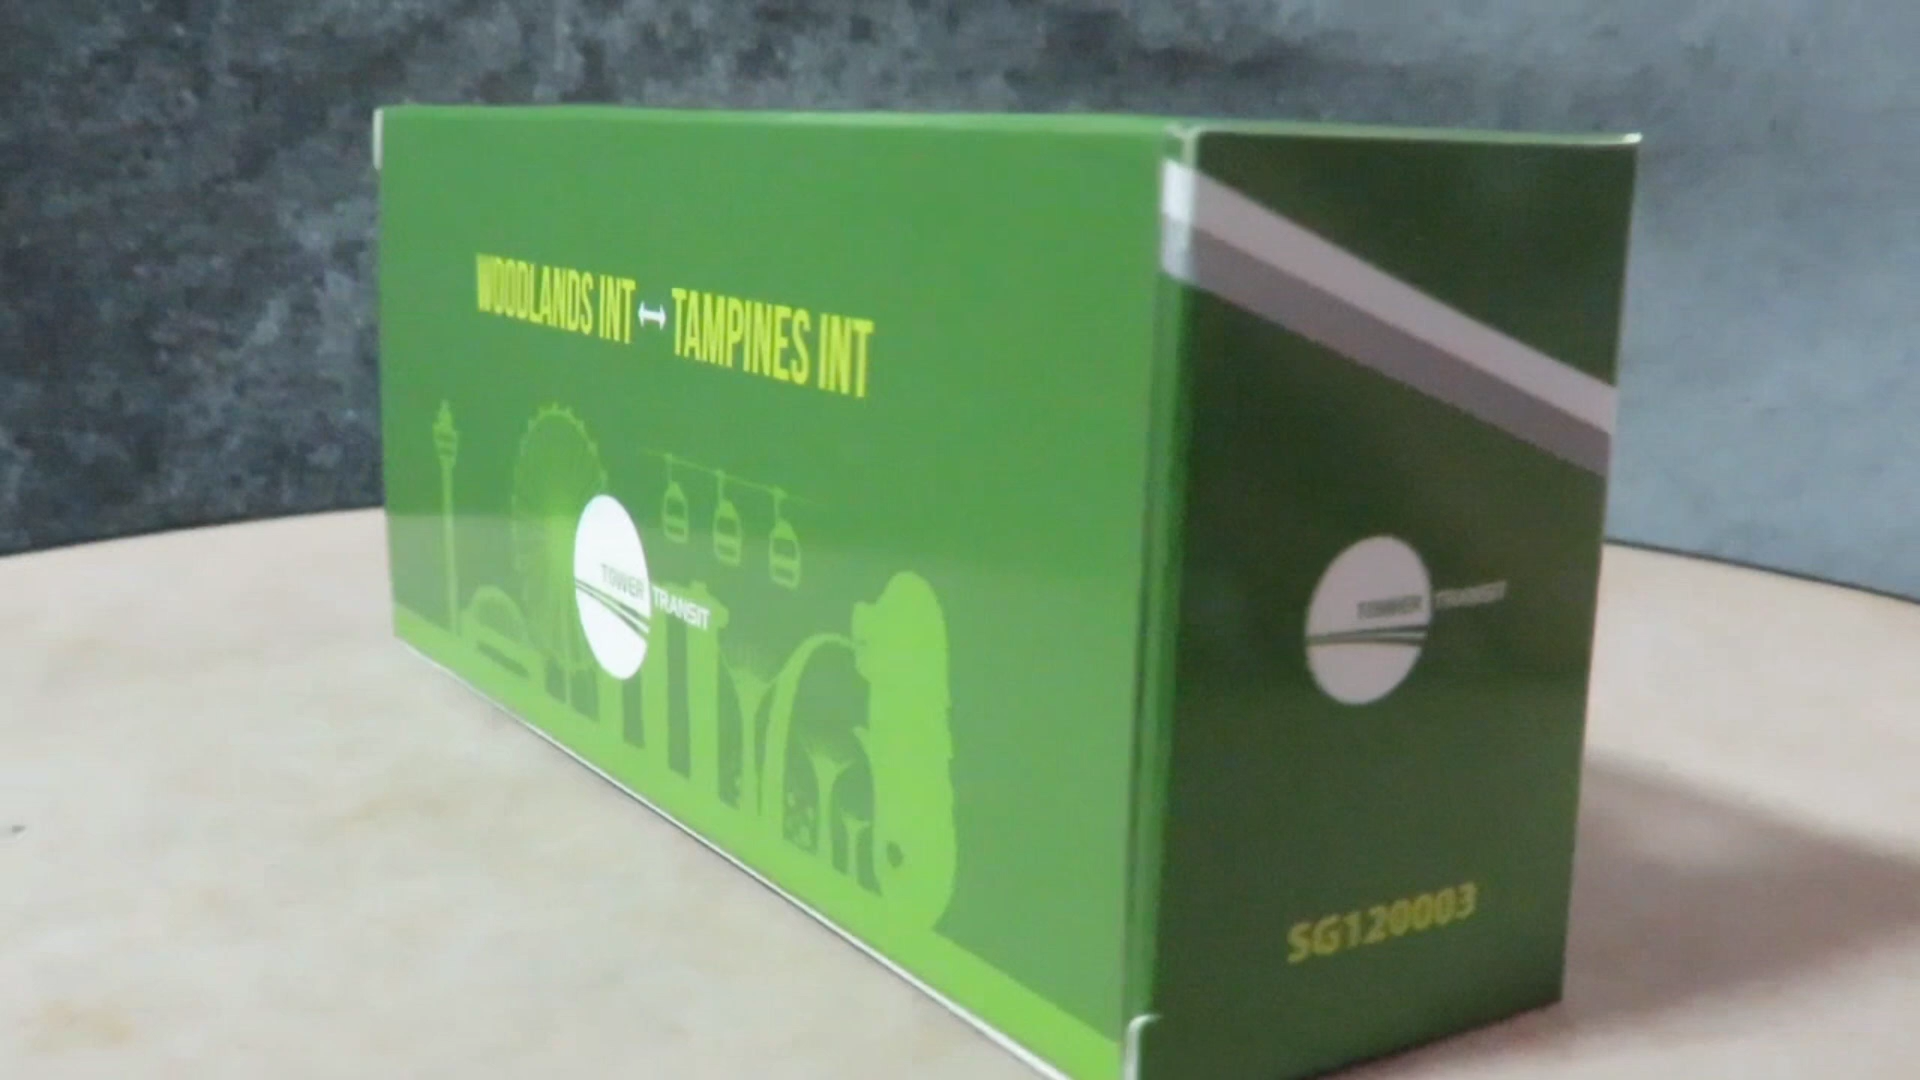 WOODLANDS INT ↔ TAMPINES INT
TOWER TRANSIT
TOWER TRANSIT
SG120003